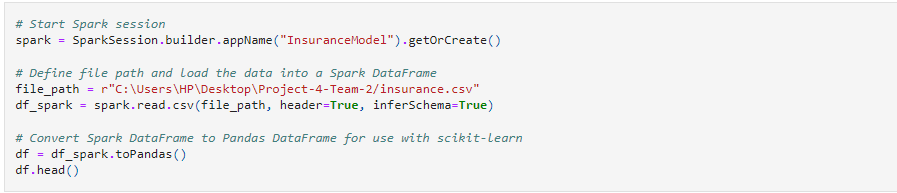 # Start Spark session
spark = SparkSession.builder.appName("InsuranceModel").getOrCreate()
# Define file path and load the data into a Spark DataFrame
file_path = r"C:\Users\HP\Desktop\Project-4-Team-2/insurance.csv"
df_spark = spark.read.csv(file_path, header=True, inferSchema=True)
# Convert Spark DataFrame to Pandas DataFrame for use with scikit-learn
df = df_spark.toPandas()
df.head()